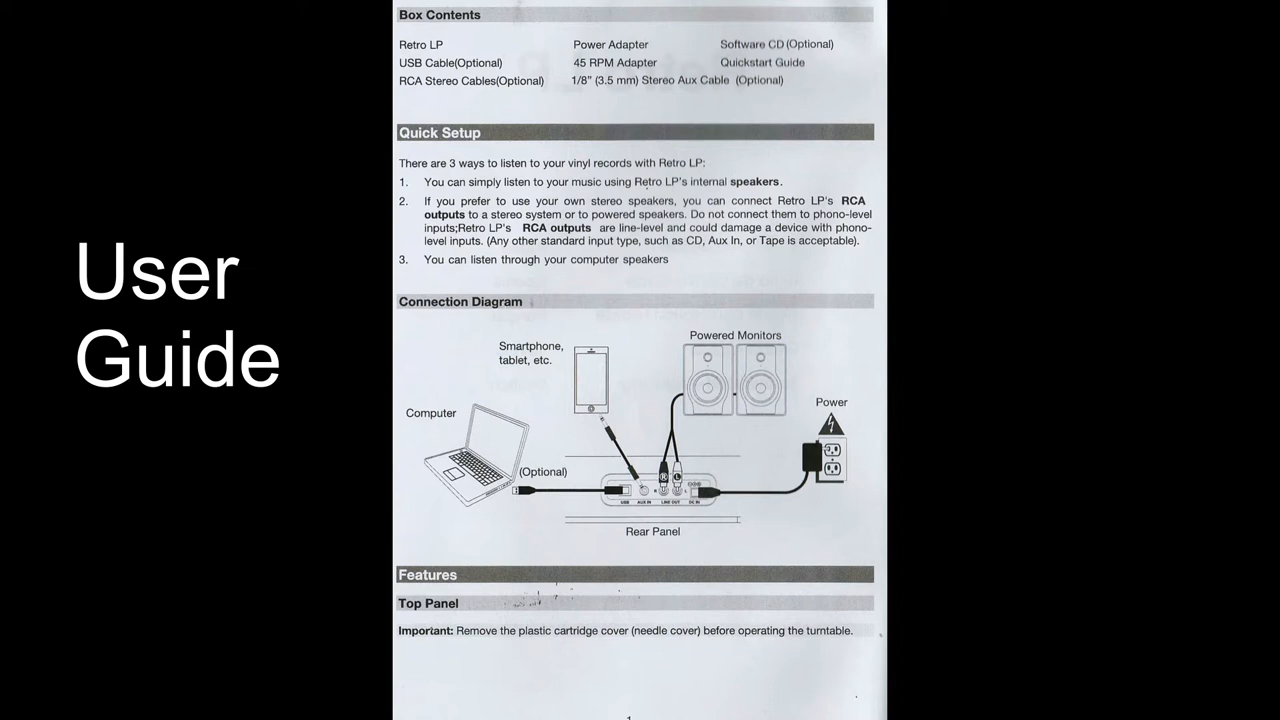 User
Guide
Box Contents
Retro LP Power Adapter Software CD (Optional)
USB Cable(Optional) 45 RPM Adapter Quickstart Guide
RCA Stereo Cables(Optional) 1/8” (3.5 mm) Stereo Aux Cable (Optional)
Quick Setup
There are 3 ways to listen to your vinyl records with Retro LP:
1. You can simply listen to your music using Retro LP's internal speakers.
2. If you prefer to use your own stereo speakers, you can connect Retro LP's RCA
outputs to a stereo system or to powered speakers. Do not connect them to phono-level
inputs;Retro LP's RCA outputs are line-level and could damage a device with phono-
level inputs. (Any other standard input type, such as CD, Aux In, or Tape is acceptable).
3. You can listen through your computer speakers
Connection Diagram
Powered Monitors
Smartphone,
tablet, etc.
Power
Computer
(Optional)
R L
R L
USB AUX IN LINE OUT DC IN
Rear Panel
Features
Top Panel
Important: Remove the plastic cartridge cover (needle cover) before operating the turntable.